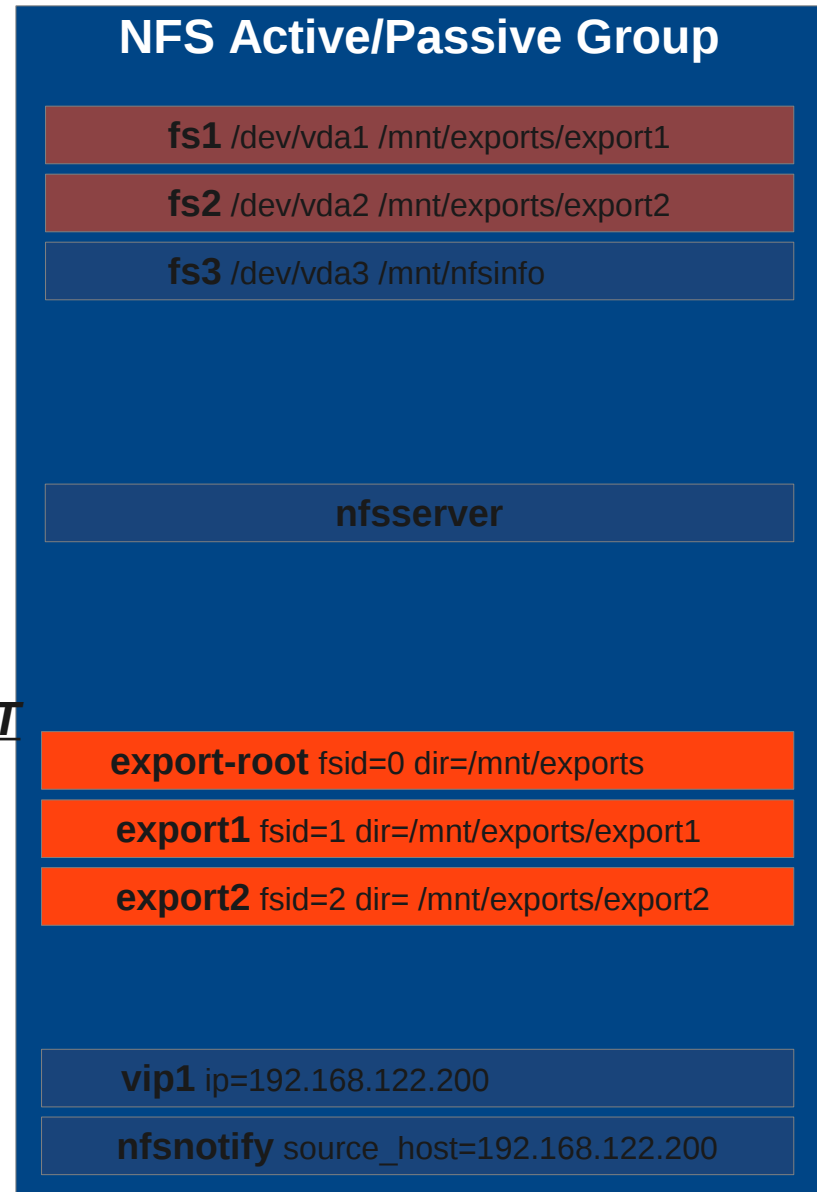 NFS Active/Passive Group
fs1 /dev/vda1 /mnt/exports/export1
fs2 /dev/vda2 /mnt/exports/export2
fs3 /dev/vda3 /mnt/nfsinfo
nfsserver
T
export-root fsid=0 dir=/mnt/exports
export1 fsid=1 dir=/mnt/exports/export1
export2 fsid=2 dir= /mnt/exports/export2
vip1 ip=192.168.122.200
nfsnotify source_host=192.168.122.200